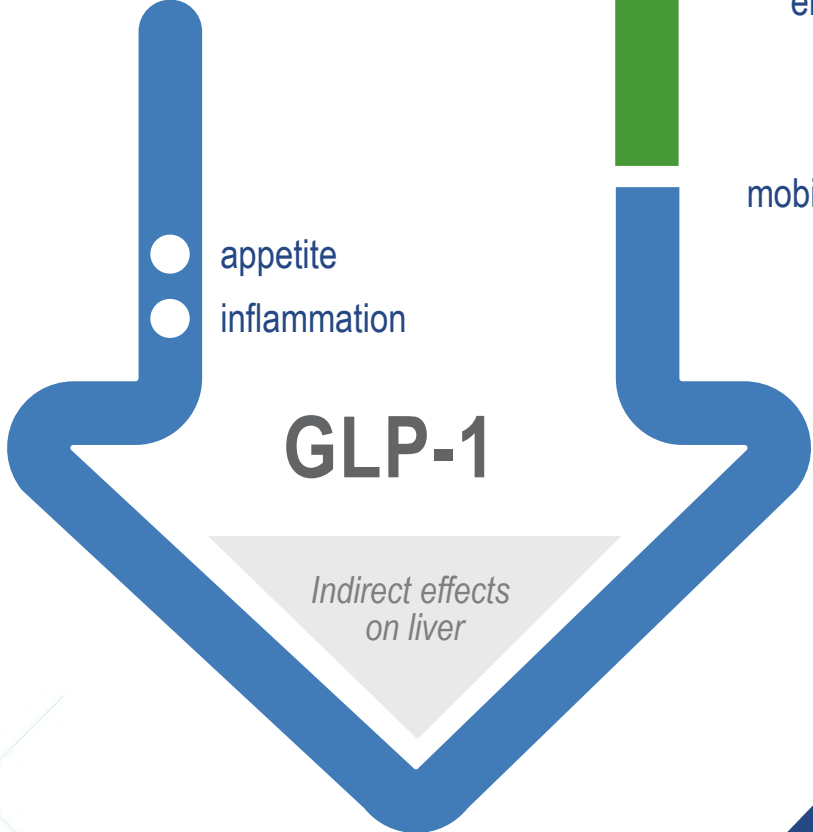 appetite
inflammation
GLP-1
Indirect effects
on liver